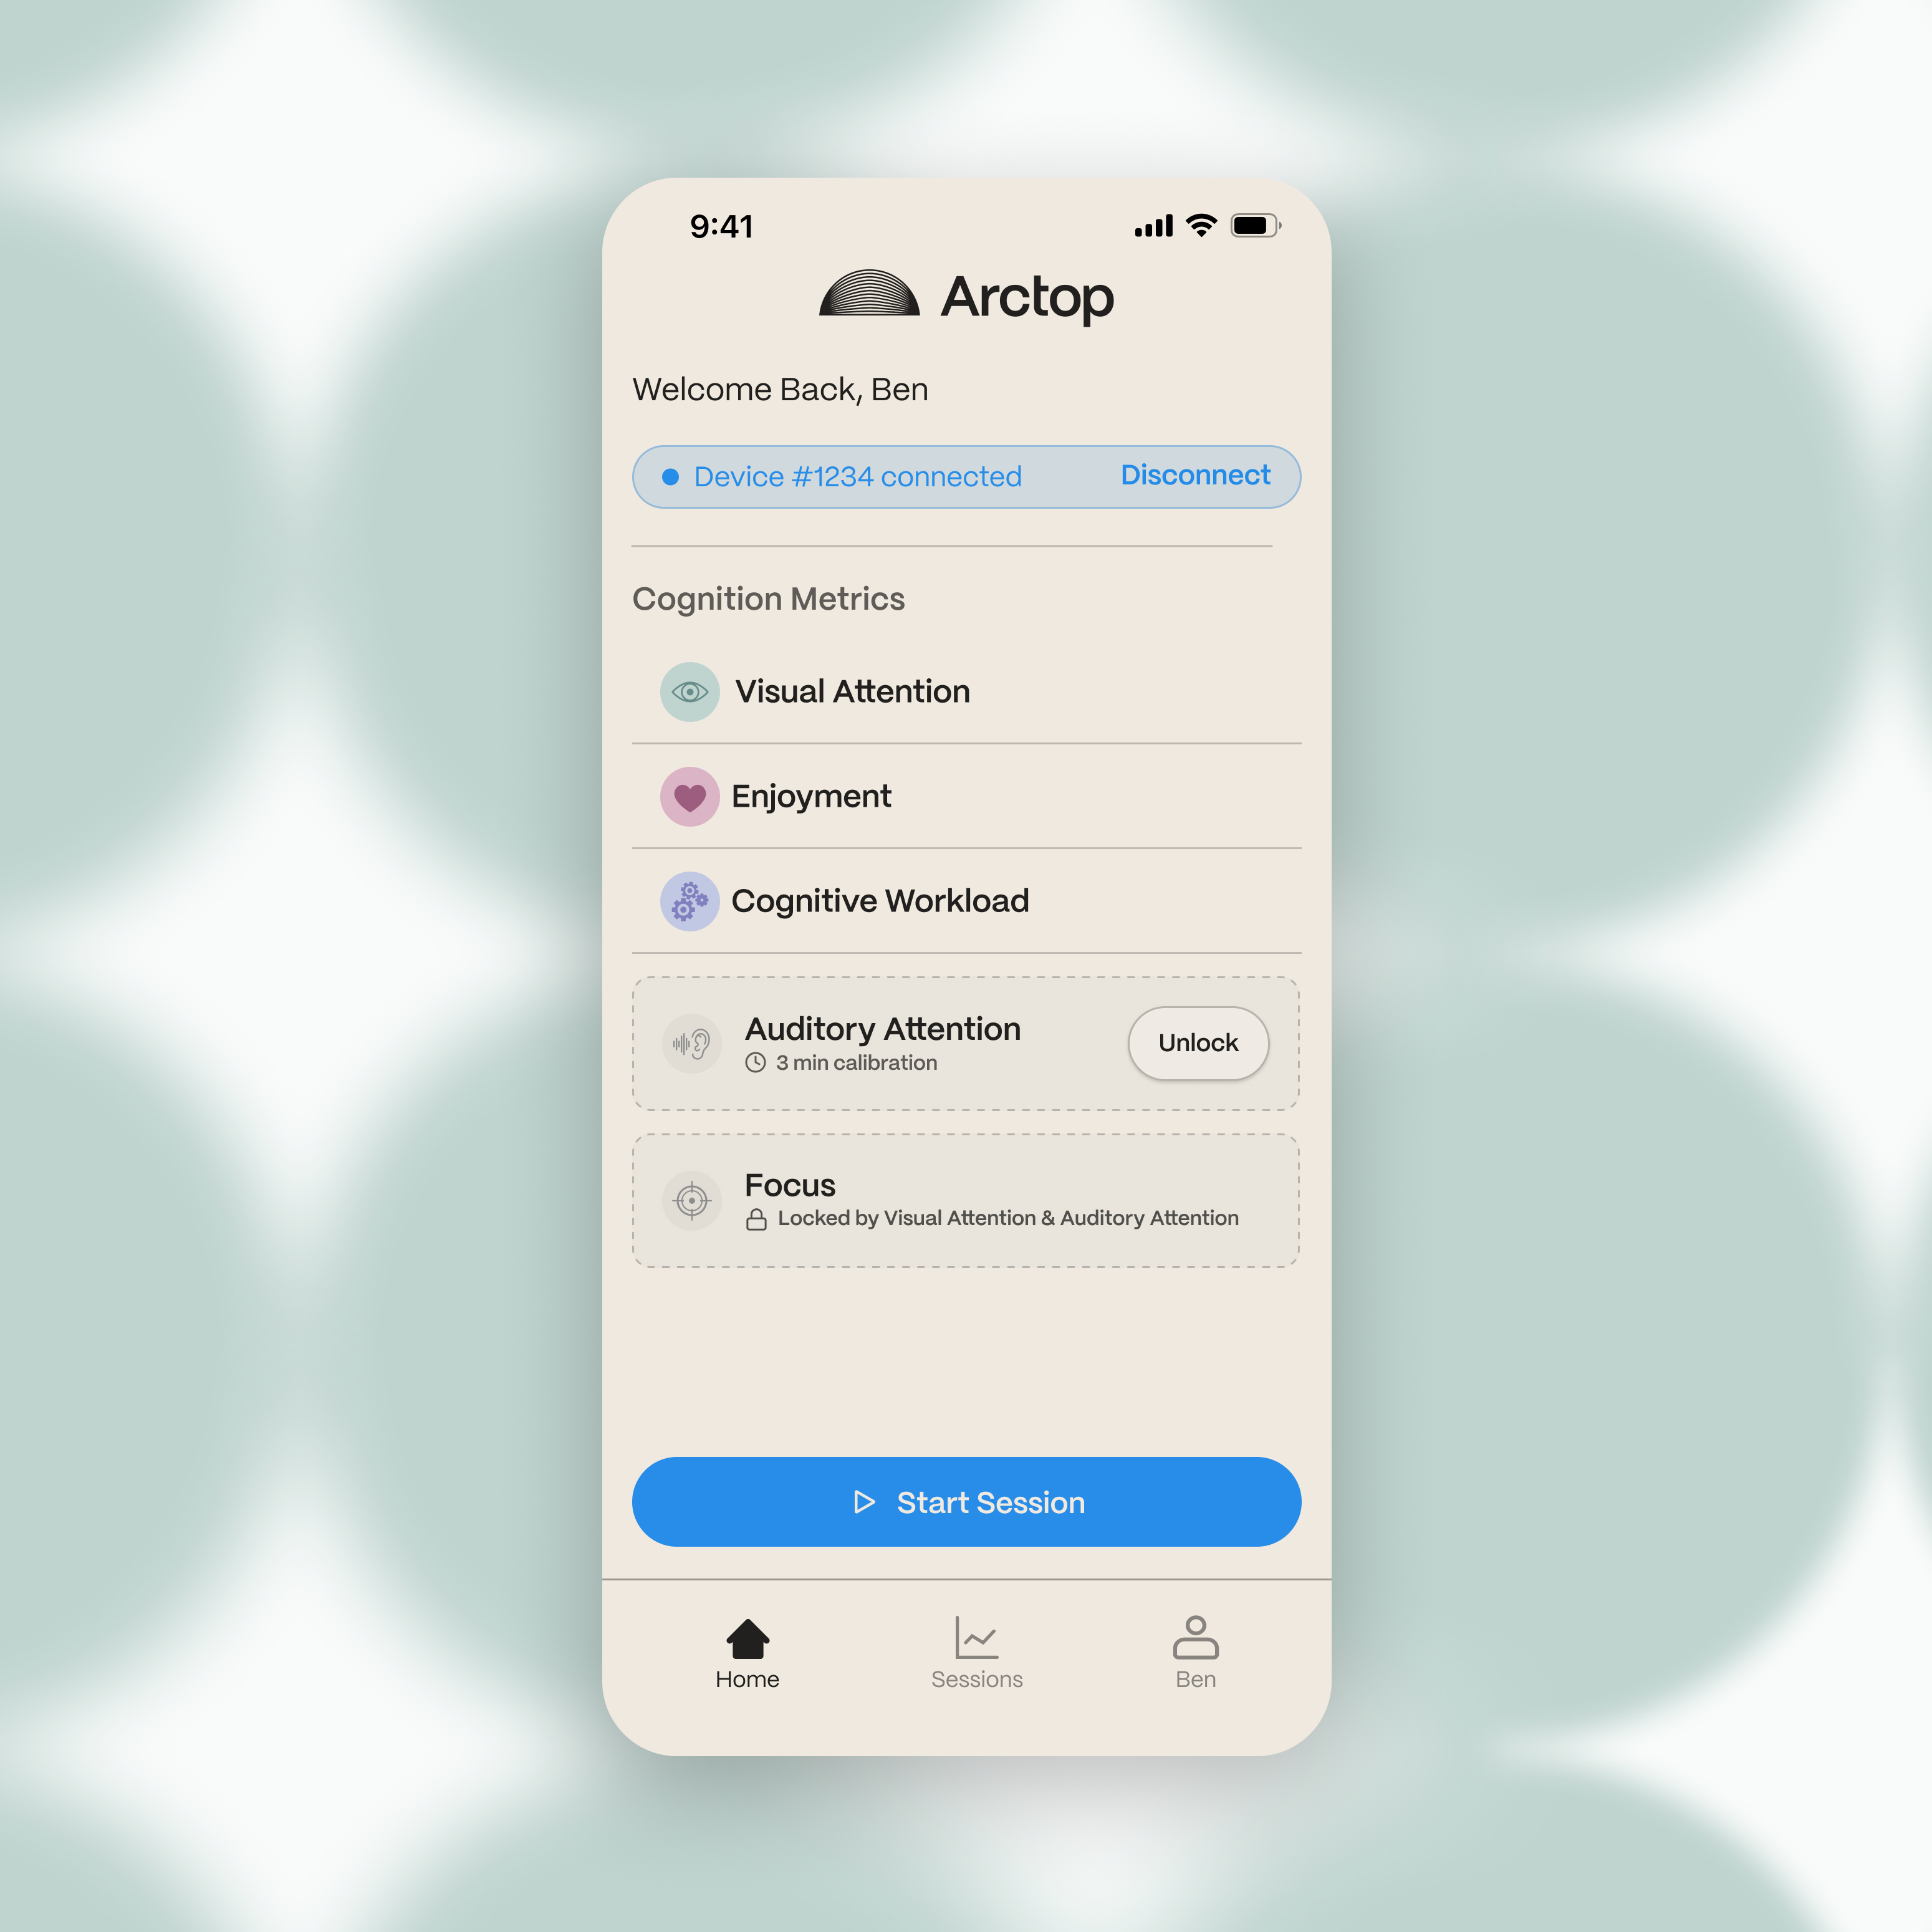 9:41
Arctop
Welcome Back, Ben
Device #1234 connected
Disconnect
Cognition Metrics
Visual Attention
Enjoyment
Cognitive Workload
Auditory Attention
3 min calibration
Unlock
Focus
Locked by Visual Attention & Auditory Attention
Start Session
Home
Sessions
Ben